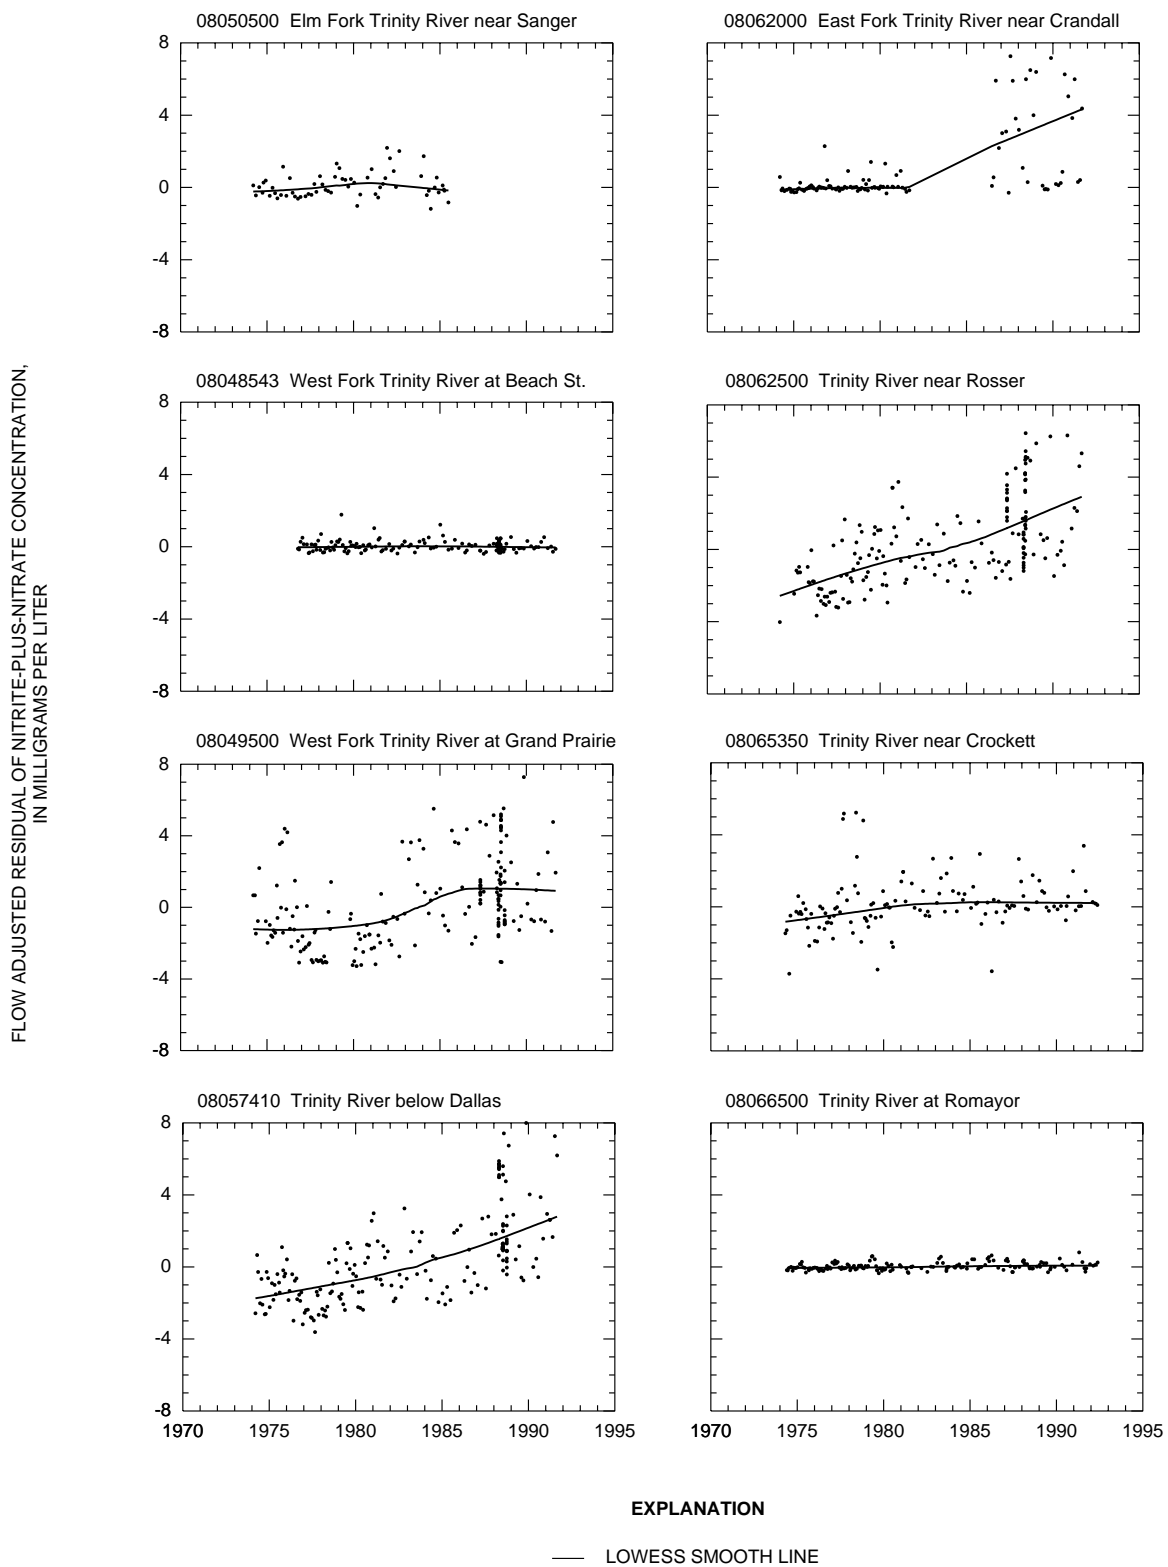 08050500 Elm Fork Trinity River near Sanger
8
4
0
-4
-8
08062000 East Fork Trinity River near Crandall
08048543 West Fork Trinity River at Beach St.
8
4
0
-4
-8
08062500 Trinity River near Rosser
FLOW ADJUSTED RESIDUAL OF NITRITE-PLUS-NITRATE CONCENTRATION,
IN MILLIGRAMS PER LITER
08049500 West Fork Trinity River at Grand Prairie
8
4
0
-4
-8
08065350 Trinity River near Crockett
08057410 Trinity River below Dallas
8
4
0
-4
-8
1970 1975 1980 1985 1990 1995
08066500 Trinity River at Romayor
1970 1975 1980 1985 1990 1995
EXPLANATION
LOWESS SMOOTH LINE